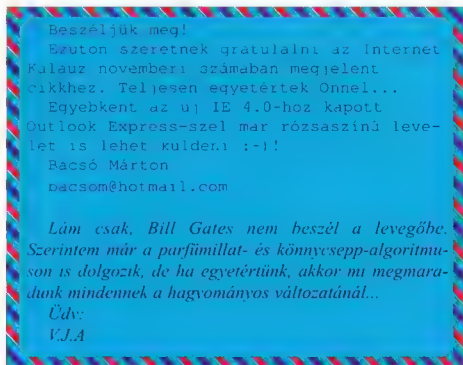 Beszéljük meg!
Ezúton szeretnék gratulálni az Internet
Kalauz novemberi számában megjelent
cikkhez. Teljesen egyetértek Önnel...
Egyébként az új IE 4.0-hoz kapott
Outlook Express-szel már rózsaszínű leve-
let is lehet küldeni :-)!
Bacsó Márton
bacsom@hotmail.com
Lám csak, Bill Gates nem beszél a levegőbe.
Szerintem már a parfümillat- és könnycsepp-algoritmu-
son is dolgozik, de ha egyetértünk, akkor mi megmara-
dunk mindennek a hagyományos változatánál...
Üdv:
V.J.A